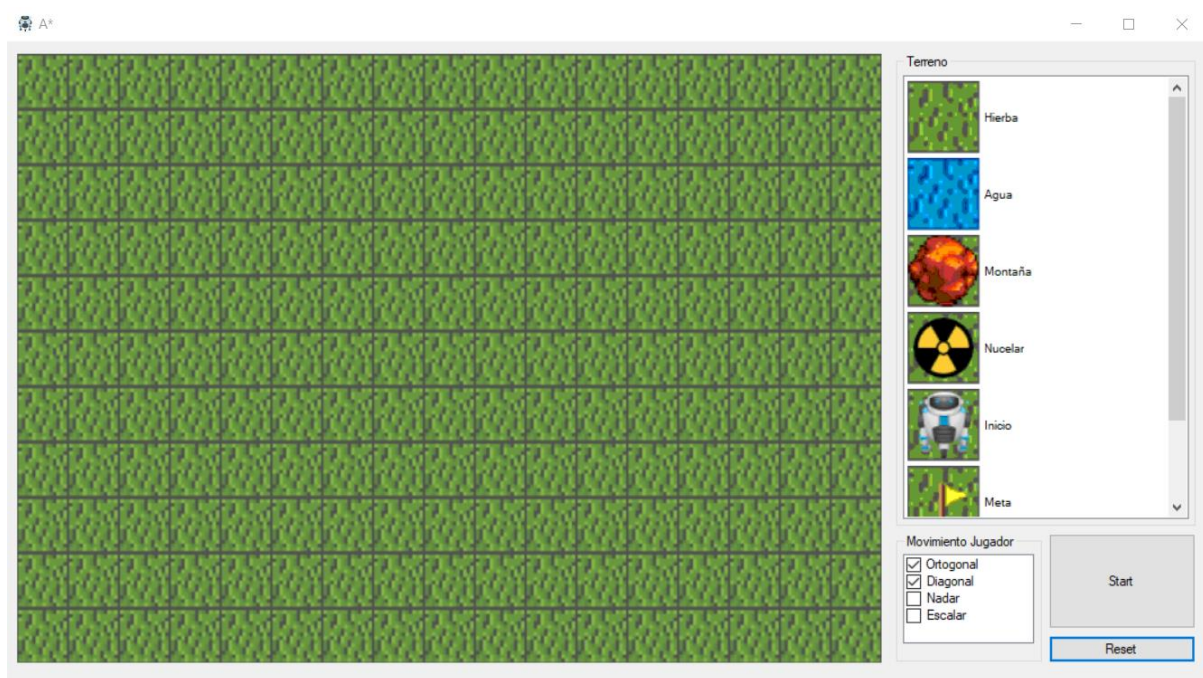 A*
Terreno
Hierba
Agua
Montaña
Nucelar
Inicio
Meta
Movimiento Jugador
Ortogonal
Diagonal
Nadar
Escalar
Start
Reset